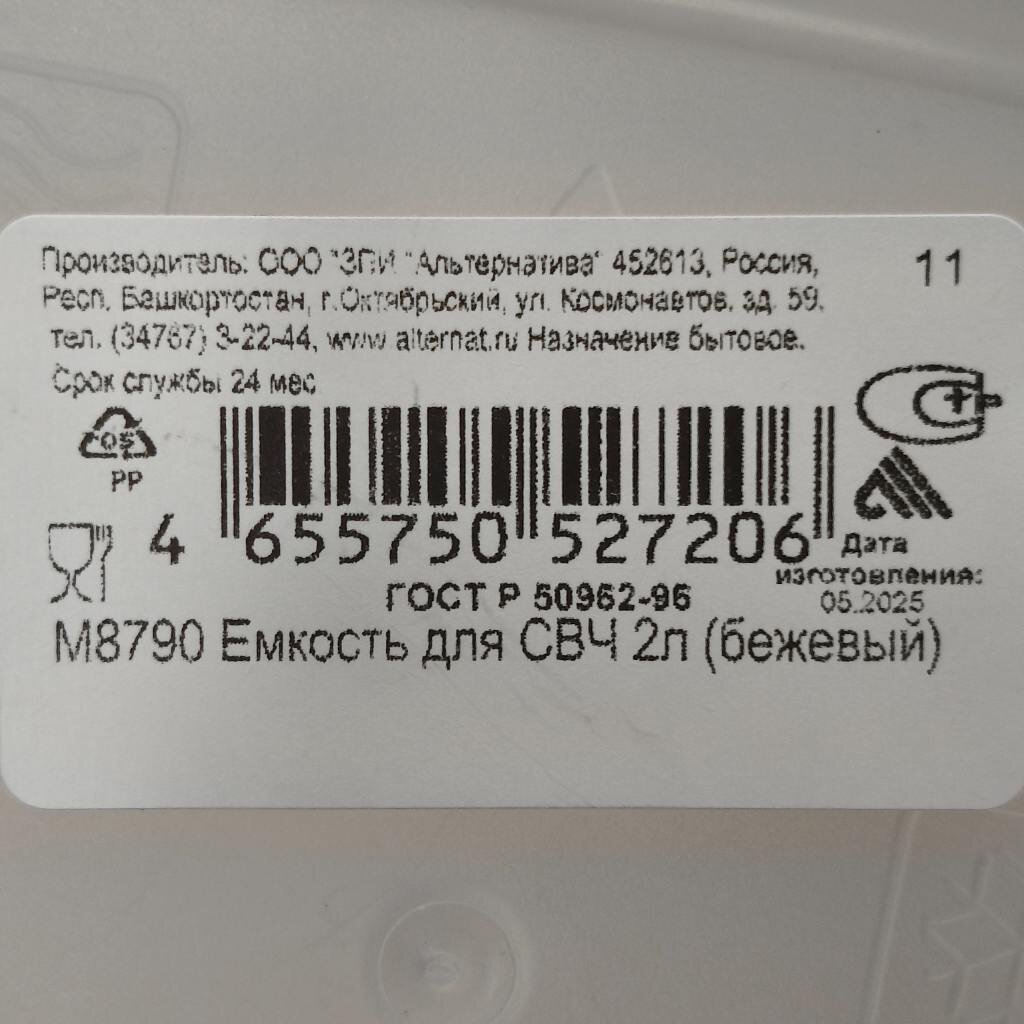 Производитель: ООО "ЗПИ "Альтернатива" 452613, Россия,
11
Респ. Башкортостан, г.Октябрьский, ул. Космонавтов, зд. 59,
тел. (34767) 3-22-44, www.alternat.ru Назначение бытовое.
Срок службы 24 мес
05
PP
4 655750 527206
Дата
изготовления:
05.2025
ГОСТ Р 50962-96
М8790 Емкость для СВЧ 2л (бежевый)